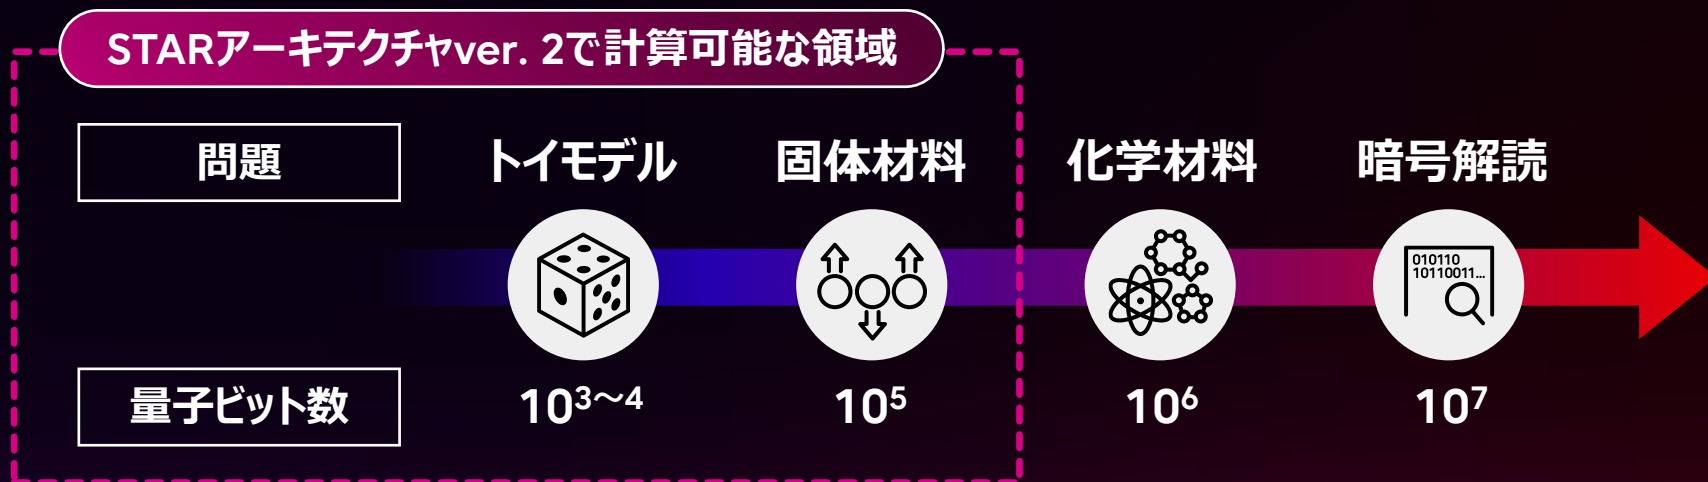 STARアーキテクチャver. 2で計算可能な領域
問題 トイモデル 固体材料 化学材料 暗号解読
010110
10110011...
量子ビット数 10³～⁴ 10⁵ 10⁶ 10⁷